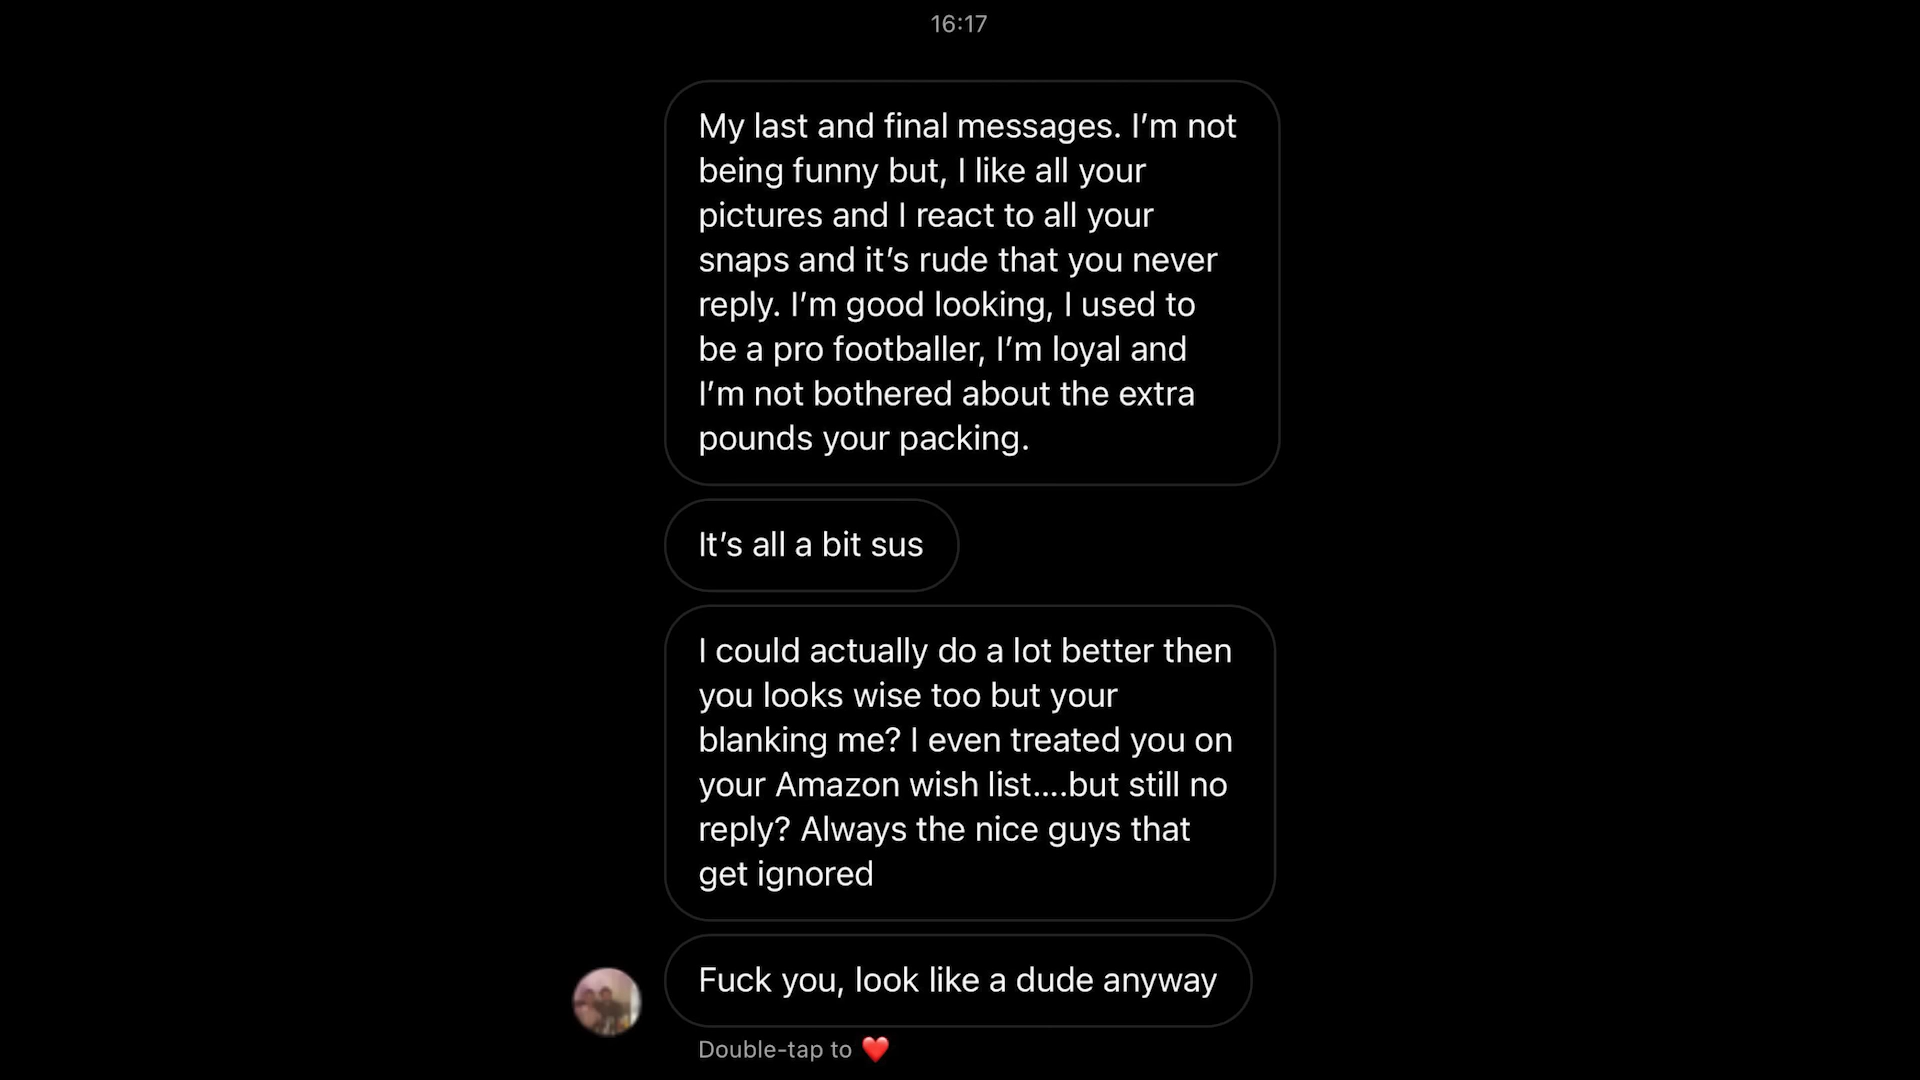 16:17
My last and final messages. I’m not
being funny but, I like all your
pictures and I react to all your
snaps and it’s rude that you never
reply. I’m good looking, I used to
be a pro footballer, I’m loyal and
I’m not bothered about the extra
pounds your packing.
It’s all a bit sus
I could actually do a lot better then
you looks wise too but your
blanking me? I even treated you on
your Amazon wish list....but still no
reply? Always the nice guys that
get ignored
Fuck you, look like a dude anyway
Double-tap to ❤️